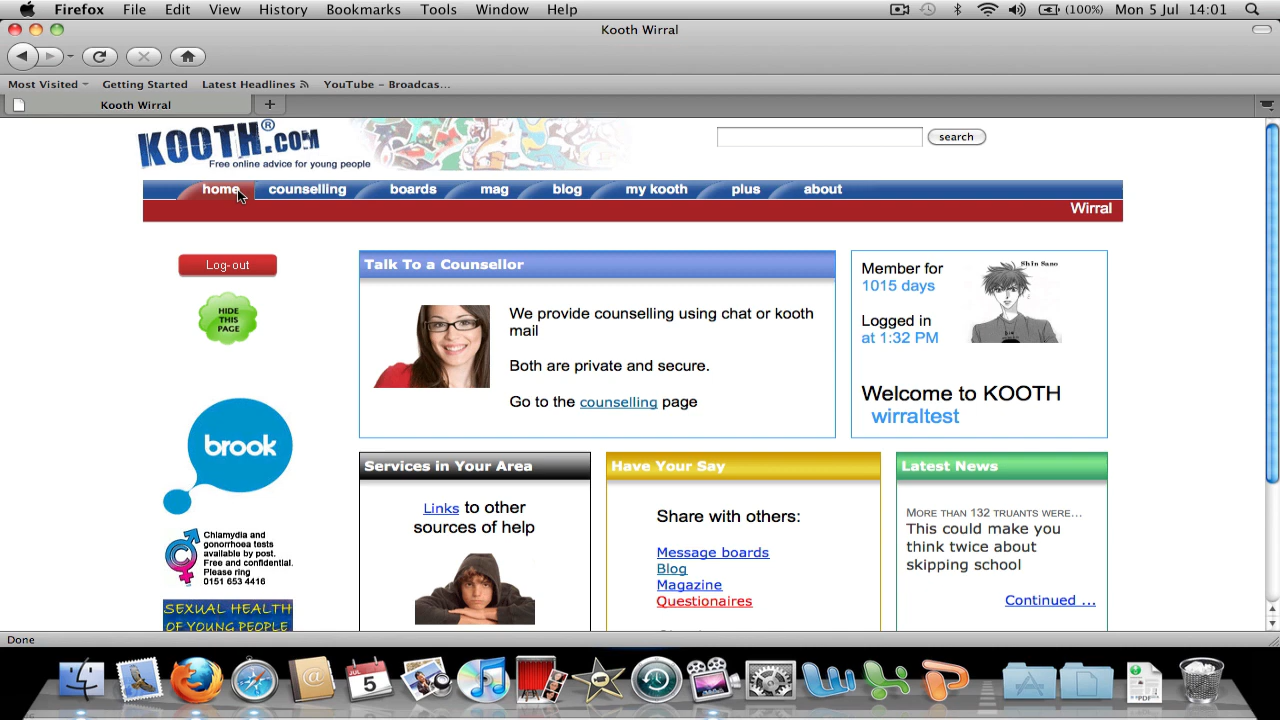 Firefox File Edit View History Bookmarks Tools Window Help (100%) Mon 5 Jul 14:01
Kooth Wirral
Most Visited Getting Started Latest Headlines YouTube – Broadcas...
Kooth Wirral
KOOTH.com®
Free online advice for young people
search
home counselling boards mag blog my kooth plus about
Wirral
Log-out
HIDE
THIS
PAGE
brook
Chlamydia and
gonorrhoea tests
available by post.
Free and confidential.
Please ring
0151 653 4416
SEXUAL HEALTH
OF YOUNG PEOPLE
Talk To a Counsellor
We provide counselling using chat or kooth
mail
Both are private and secure.
Go to the counselling page
Member for
1015 days
Logged in
at 1:32 PM
Shin Sano
Welcome to KOOTH
wirraltest
Services in Your Area
Links to other
sources of help
Have Your Say
Share with others:
Message boards
Blog
Magazine
Questionaires
Latest News
MORE THAN 132 TRUANTS WERE...
This could make you
think twice about
skipping school
Continued ...
Done
JUL
5
PDF